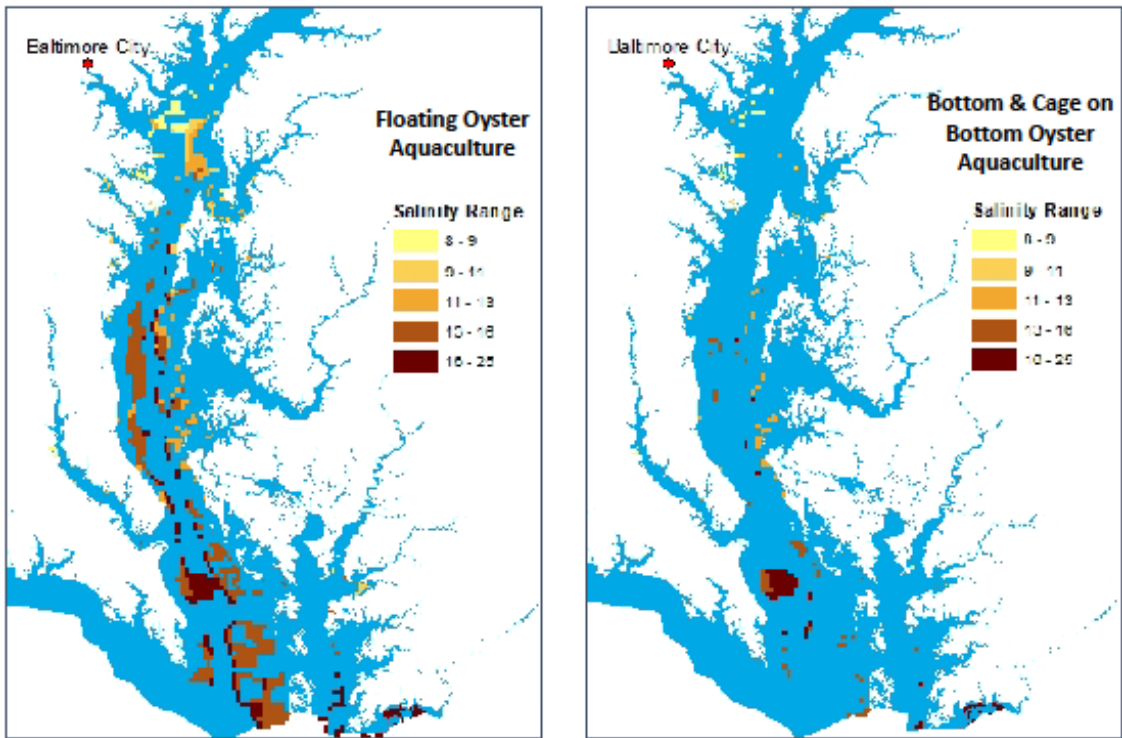 Baltimore City
Floating Oyster
Aquaculture
Salinity Range
8 - 9
9 - 11
11 - 13
13 - 16
16 - 25
Baltimore City
Bottom & Cage on
Bottom Oyster
Aquaculture
Salinity Range
8 - 9
9 - 11
11 - 13
13 - 16
16 - 25